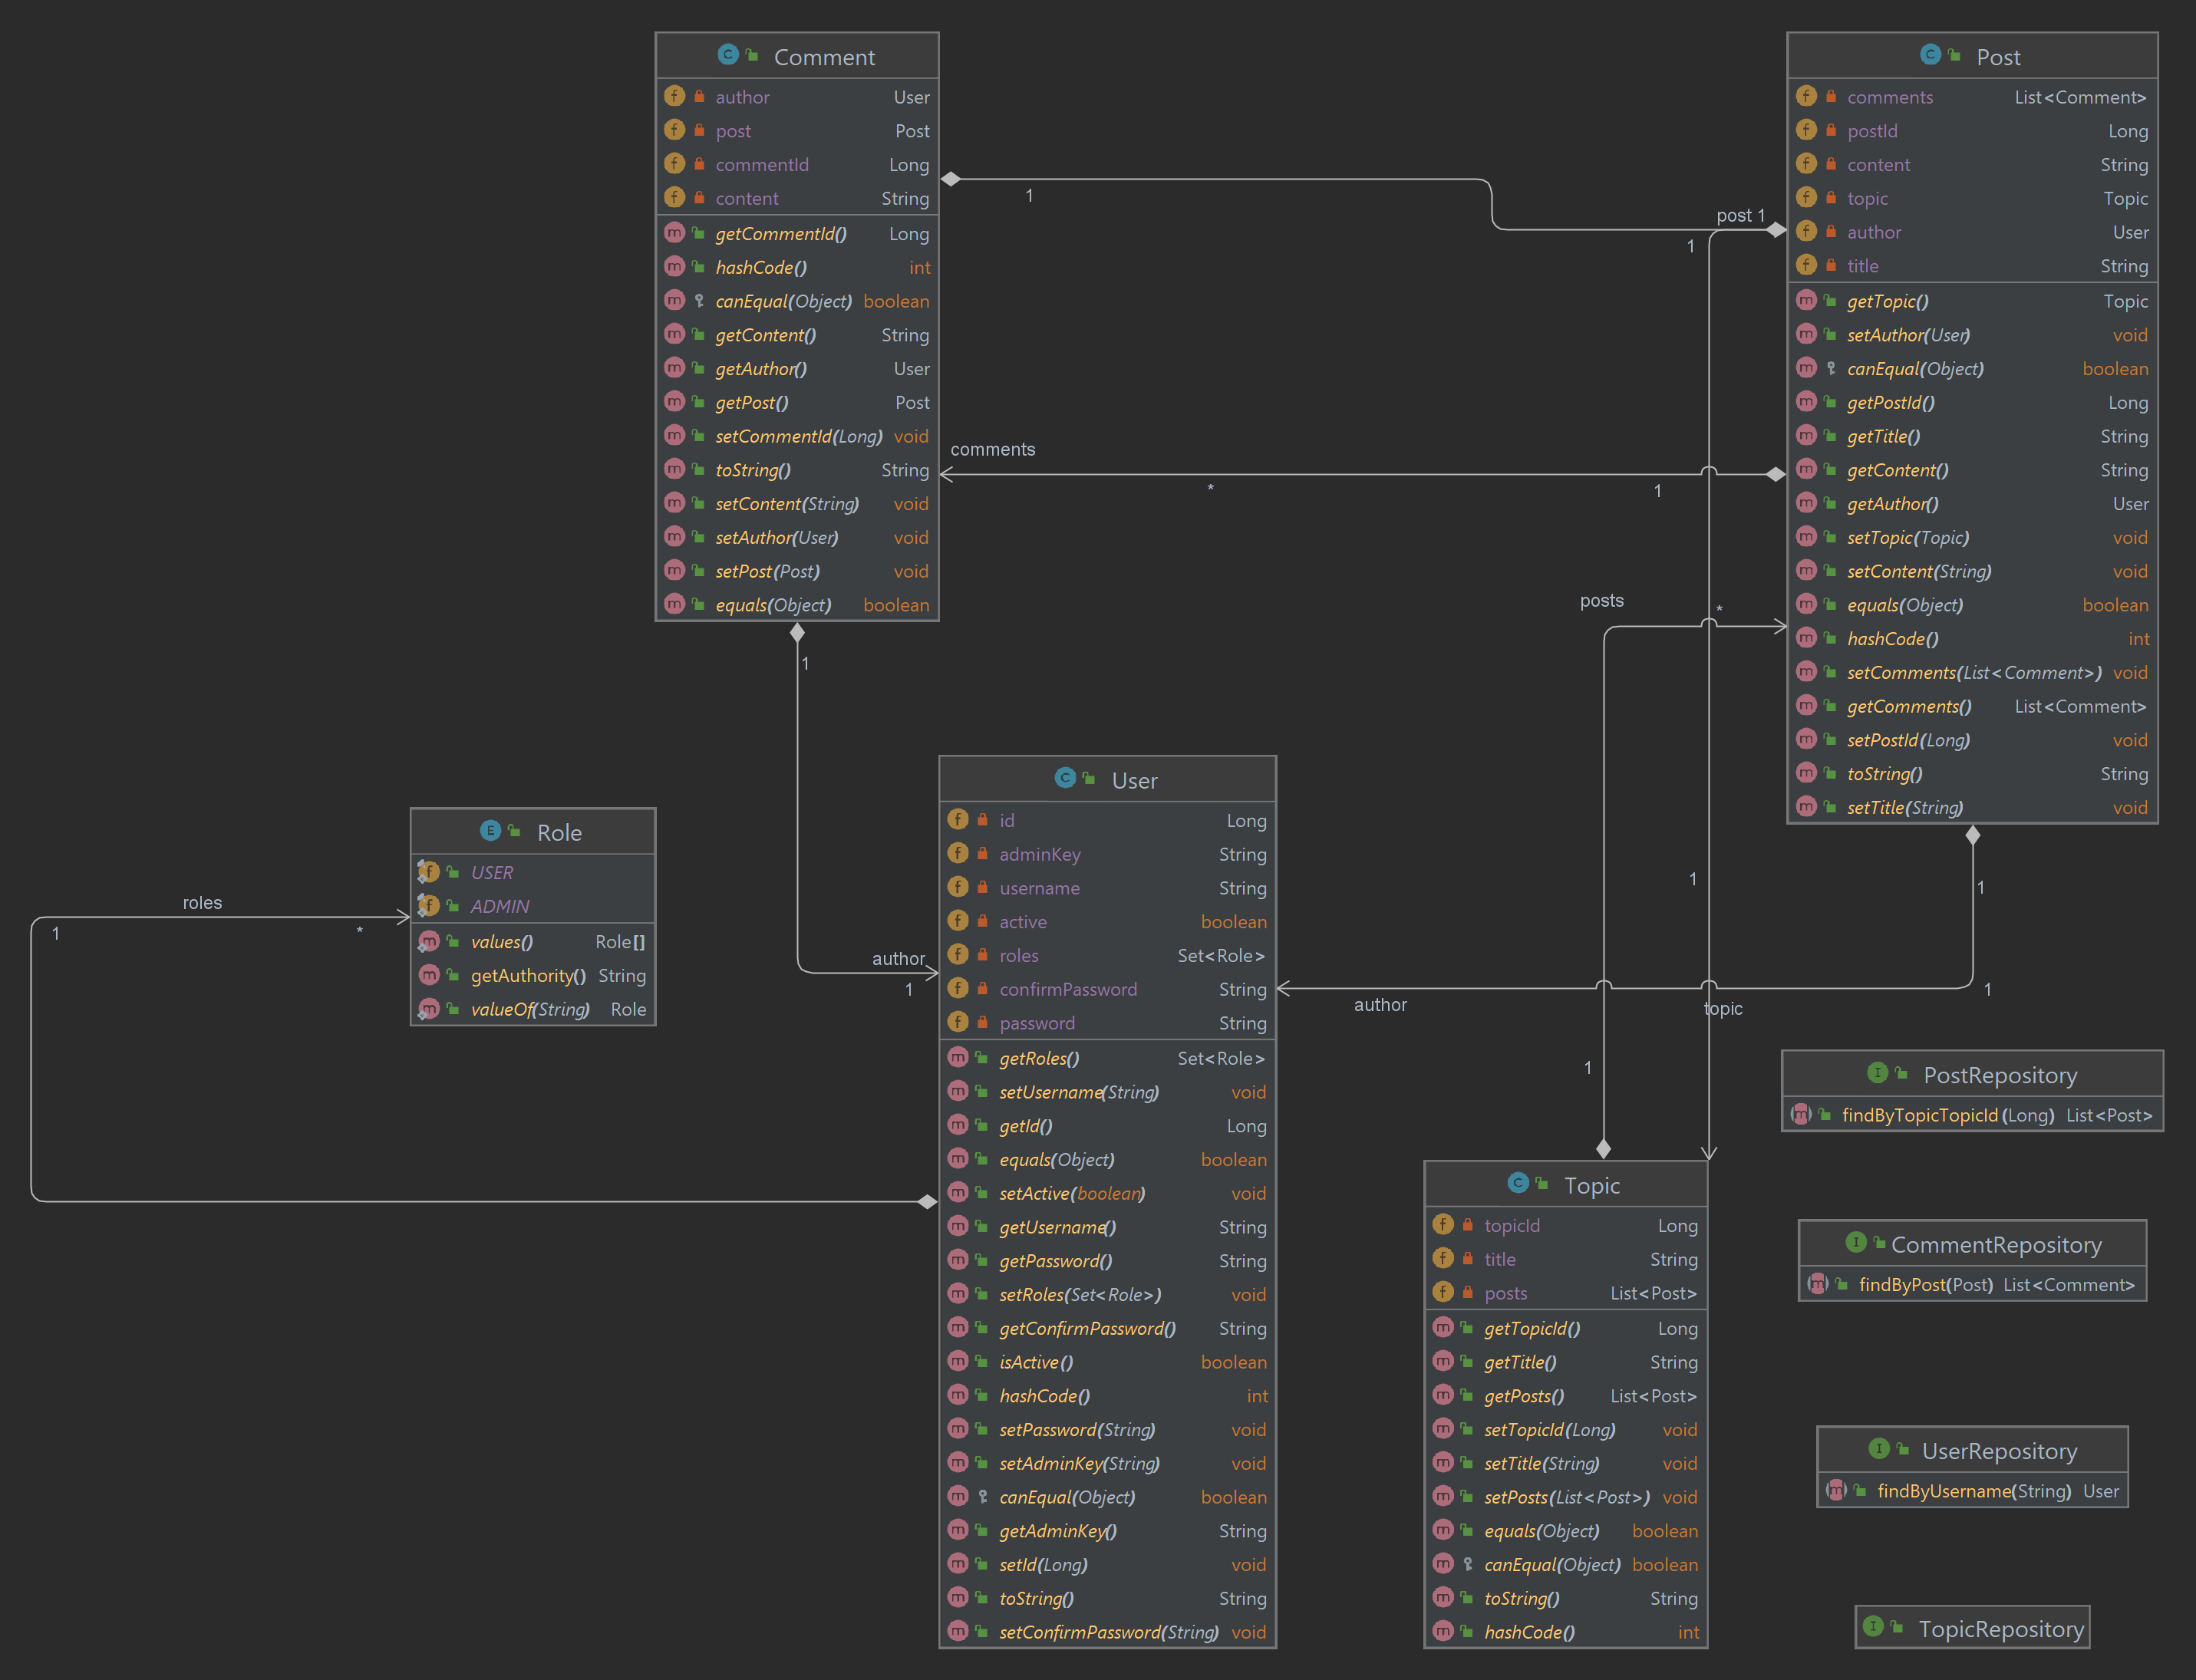 Comment
author User
post Post
commentId Long
content String
getCommentId() Long
hashCode() int
canEqual(Object) boolean
getContent() String
getAuthor() User
getPost() Post
setCommentId(Long) void
toString() String
setContent(String) void
setAuthor(User) void
setPost(Post) void
equals(Object) boolean
Post
comments List<Comment>
postId Long
content String
topic Topic
author User
title String
getTopic() Topic
setAuthor(User) void
canEqual(Object) boolean
getPostId() Long
getTitle() String
getContent() String
getAuthor() User
setTopic(Topic) void
setContent(String) void
equals(Object) boolean
hashCode() int
setComments(List<Comment>) void
getComments() List<Comment>
setPostId(Long) void
toString() String
setTitle(String) void
1
post 1
1
comments
*
1
posts
*
1
1
1
author
1
author
1
topic
1
roles
1
*
Role
USER
ADMIN
values() Role[]
getAuthority() String
valueOf(String) Role
User
id Long
adminKey String
username String
active boolean
roles Set<Role>
confirmPassword String
password String
getRoles() Set<Role>
setUsername(String) void
getId() Long
equals(Object) boolean
setActive(boolean) void
getUsername() String
getPassword() String
setRoles(Set<Role>) void
getConfirmPassword() String
isActive() boolean
hashCode() int
setPassword(String) void
setAdminKey(String) void
canEqual(Object) boolean
getAdminKey() String
setId(Long) void
toString() String
setConfirmPassword(String) void
1
Topic
topicId Long
title String
posts List<Post>
getTopicId() Long
getTitle() String
getPosts() List<Post>
setTopicId(Long) void
setTitle(String) void
setPosts(List<Post>) void
equals(Object) boolean
canEqual(Object) boolean
toString() String
hashCode() int
PostRepository
findByTopicTopicId(Long) List<Post>
CommentRepository
findByPost(Post) List<Comment>
UserRepository
findByUsername(String) User
TopicRepository